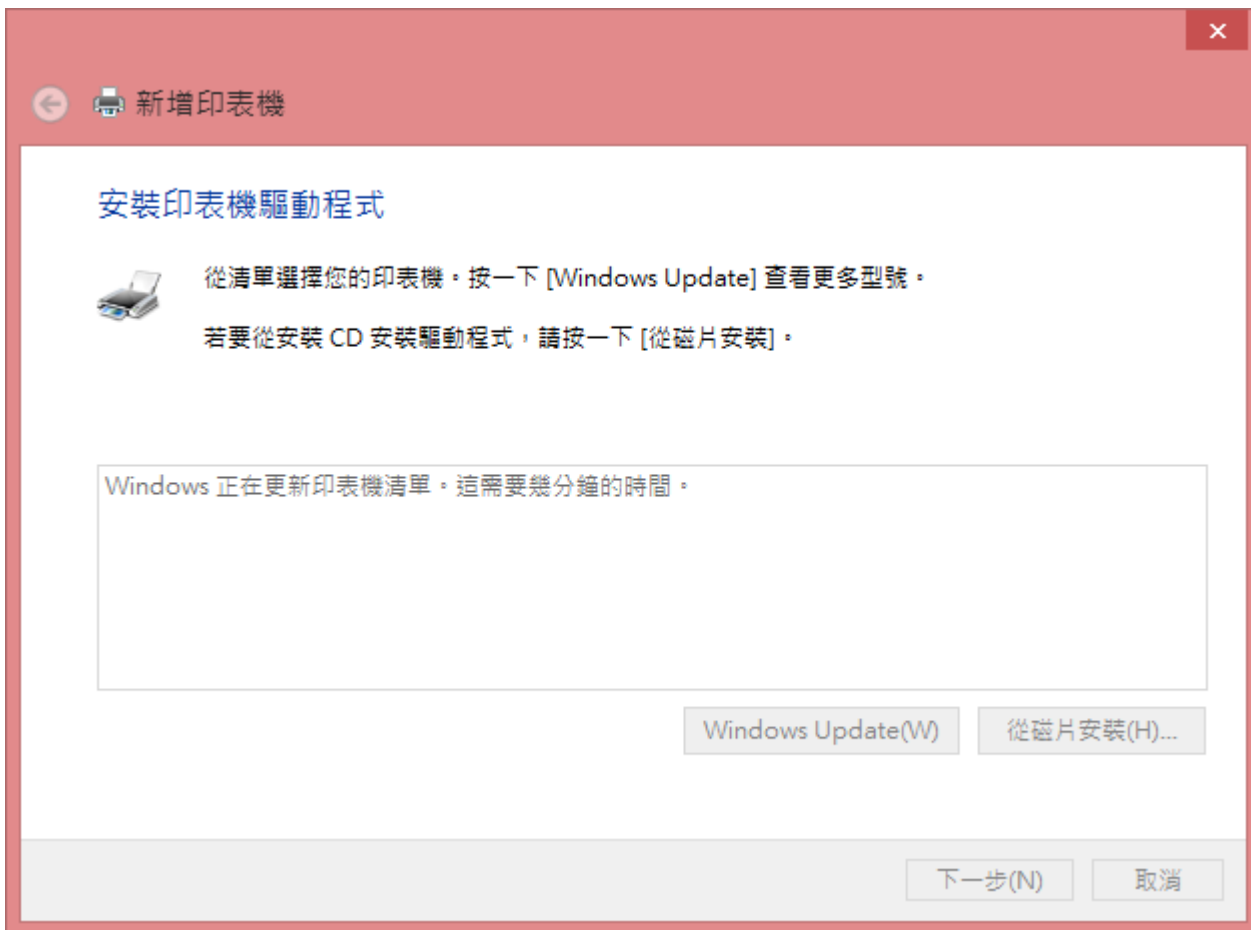 新增印表機
安裝印表機驅動程式
從清單選擇您的印表機。按一下 [Windows Update] 查看更多型號。
若要從安裝 CD 安裝驅動程式，請按一下 [從磁片安裝]。
Windows 正在更新印表機清單。這需要幾分鐘的時間。
Windows Update(W)
從磁片安裝(H)...
下一步(N)
取消